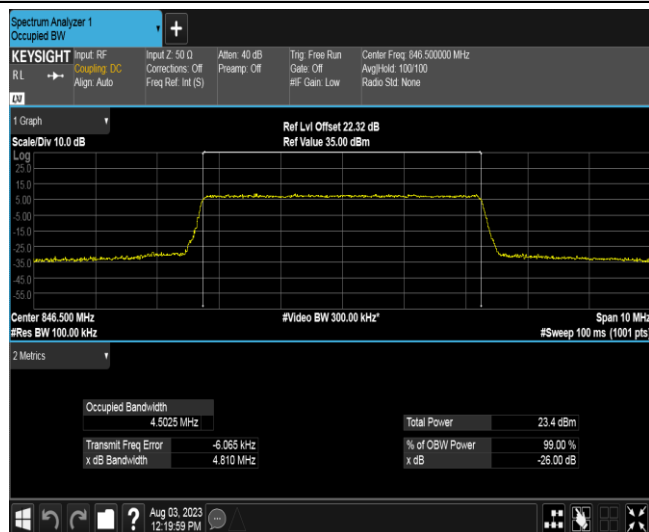 Spectrum Analyzer 1
Occupied BW
KEYSIGHT
RL
Input: RF
Coupling: DC
Align: Auto
Input Z: 50 Ω
Corrections: Off
Freq Ref: Int (S)
Atten: 40 dB
Preamp: Off
Trig: Free Run
Gate: Off
#IF Gain: Low
Center Freq: 846.500000 MHz
Avg|Hold: 100/100
Radio Std: None
LXI
1 Graph
Scale/Div 10.0 dB
Ref Lvl Offset 22.32 dB
Ref Value 35.00 dBm
Log
25.0
15.0
5.00
-5.00
-15.0
-25.0
-35.0
-45.0
-55.0
Center 846.500 MHz
#Video BW 300.00 kHz*
Span 10 MHz
#Res BW 100.00 kHz
#Sweep 100 ms (1001 pts)
2 Metrics
Occupied Bandwidth
4.5025 MHz
Total Power 23.4 dBm
Transmit Freq Error -6.065 kHz
% of OBW Power 99.00 %
x dB Bandwidth 4.810 MHz
x dB -26.00 dB
?
Aug 03, 2023
12:19:59 PM